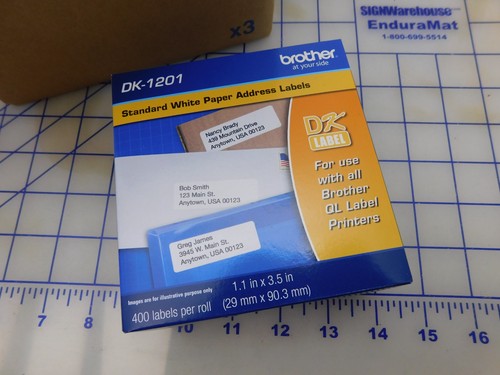 x3
SIGNWarehouse
EnduraMat
1-800-699-5514
brother
at your side
DK-1201
Standard White Paper Address Labels
Nancy Brady
439 Mountain Drive
Anytown, USA 00123
DK
LABEL
For use
with all
Brother
QL Label
Printers
Bob Smith
123 Main St.
Anytown, USA 00123
Greg James
3945 W. Main St.
Anytown, USA 00123
1.1 in x 3.5 in
(29 mm x 90.3 mm)
Images are for illustrative purpose only
400 labels per roll
7 8 10 11 12 13 14 15 16